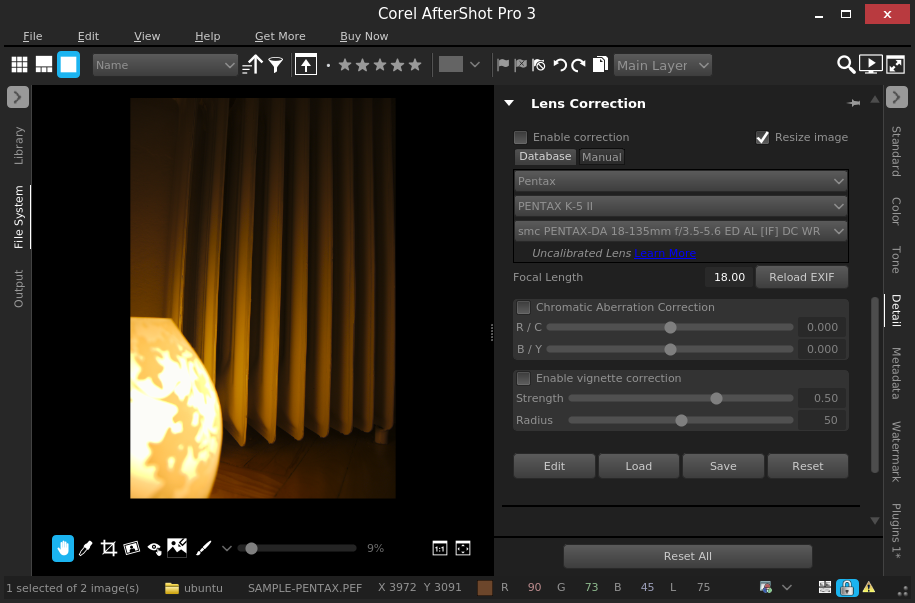 Corel AfterShot Pro 3
File Edit View Help Get More Buy Now
Name
Main Layer
Library
File System
Output
Lens Correction
Enable correction
Resize image
Database Manual
Pentax
PENTAX K-5 II
smc PENTAX-DA 18-135mm f/3.5-5.6 ED AL [IF] DC WR
Uncalibrated Lens Learn More
Focal Length 18.00 Reload EXIF
Chromatic Aberration Correction
R / C 0.000
B / Y 0.000
Enable vignette correction
Strength 0.50
Radius 50
Edit Load Save Reset
Reset All
Standard
Color
Tone
Detail
Metadata
Watermark
Plugins 1*
1:1
9%
1 selected of 2 image(s) ubuntu SAMPLE-PENTAX.PEF X 3972 Y 3091 R 90 G 73 B 45 L 75